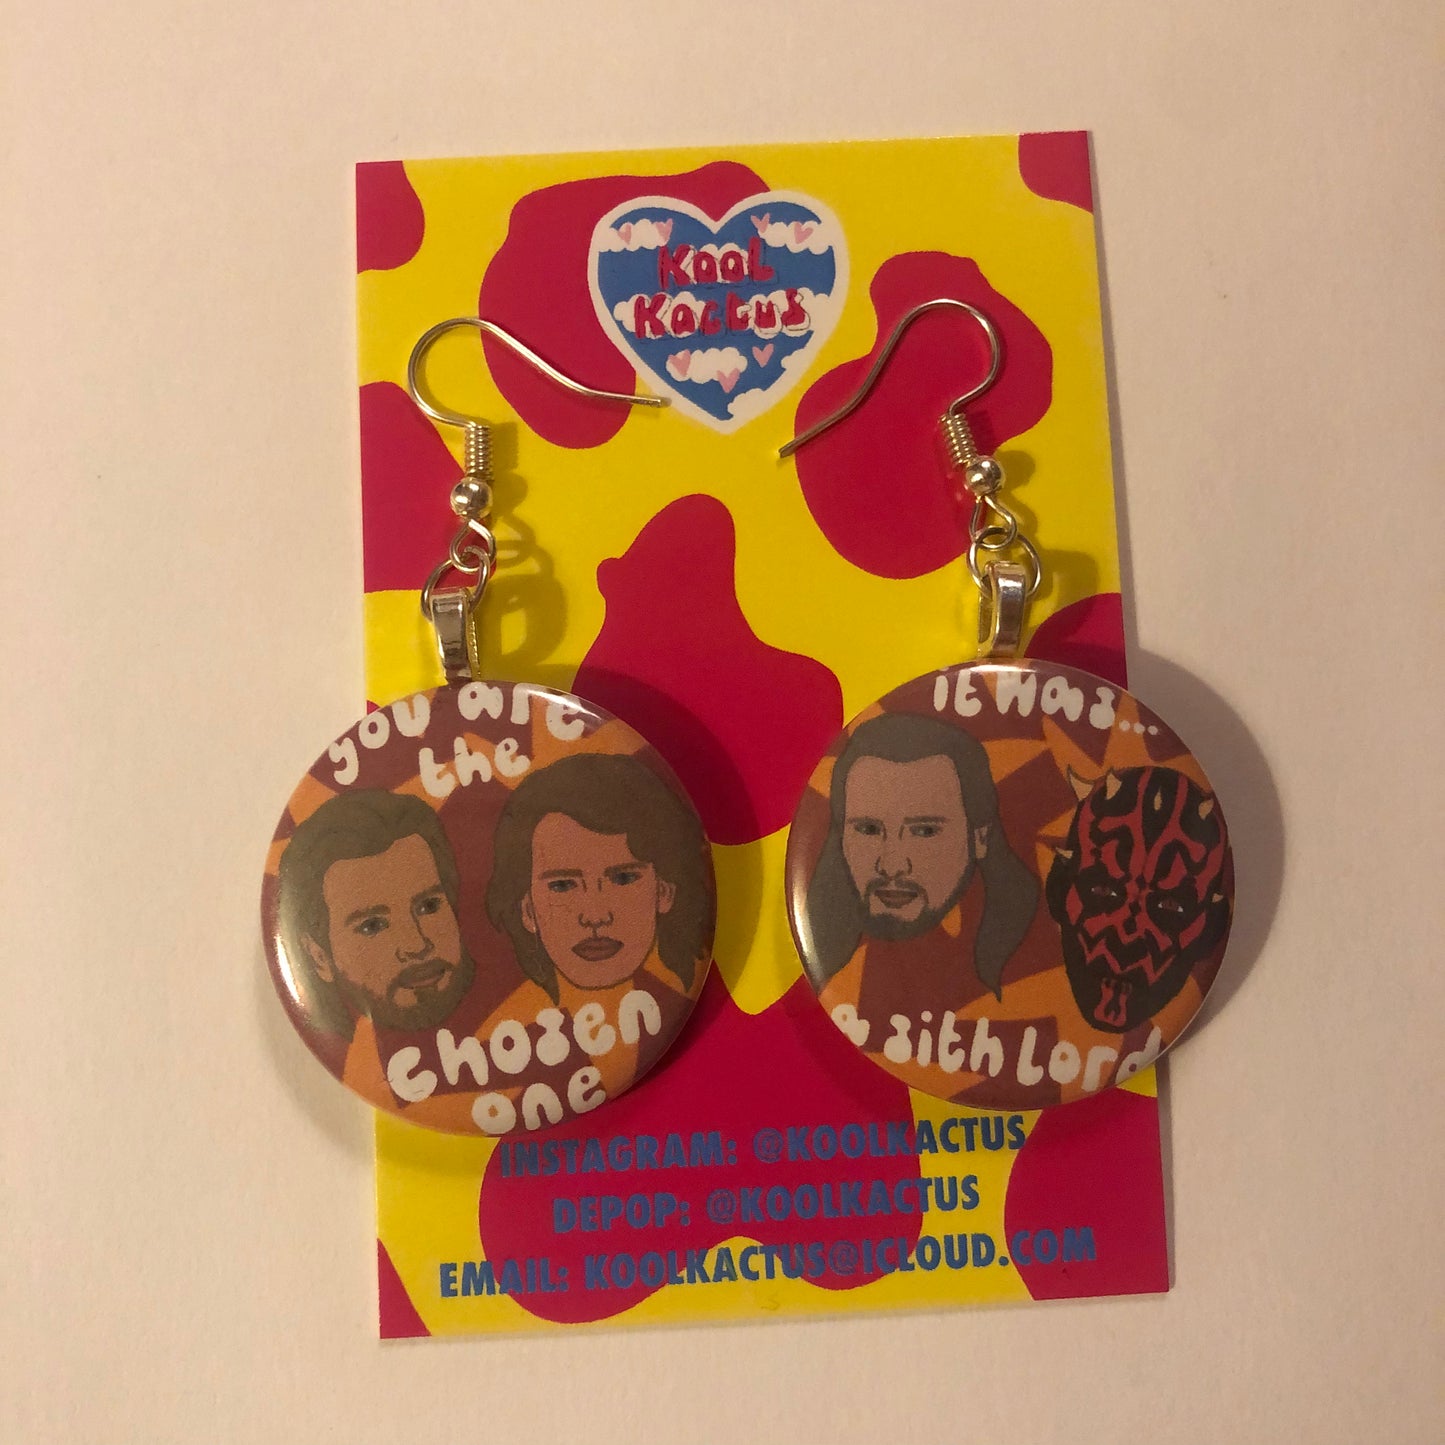 Kool
Kactus
you are
the
chosen
one
it was...
a sith lord
INSTAGRAM: @KOOLKACTUS
DEPOP: @KOOLKACTUS
EMAIL: KOOLKACTUS@ICLOUD.COM